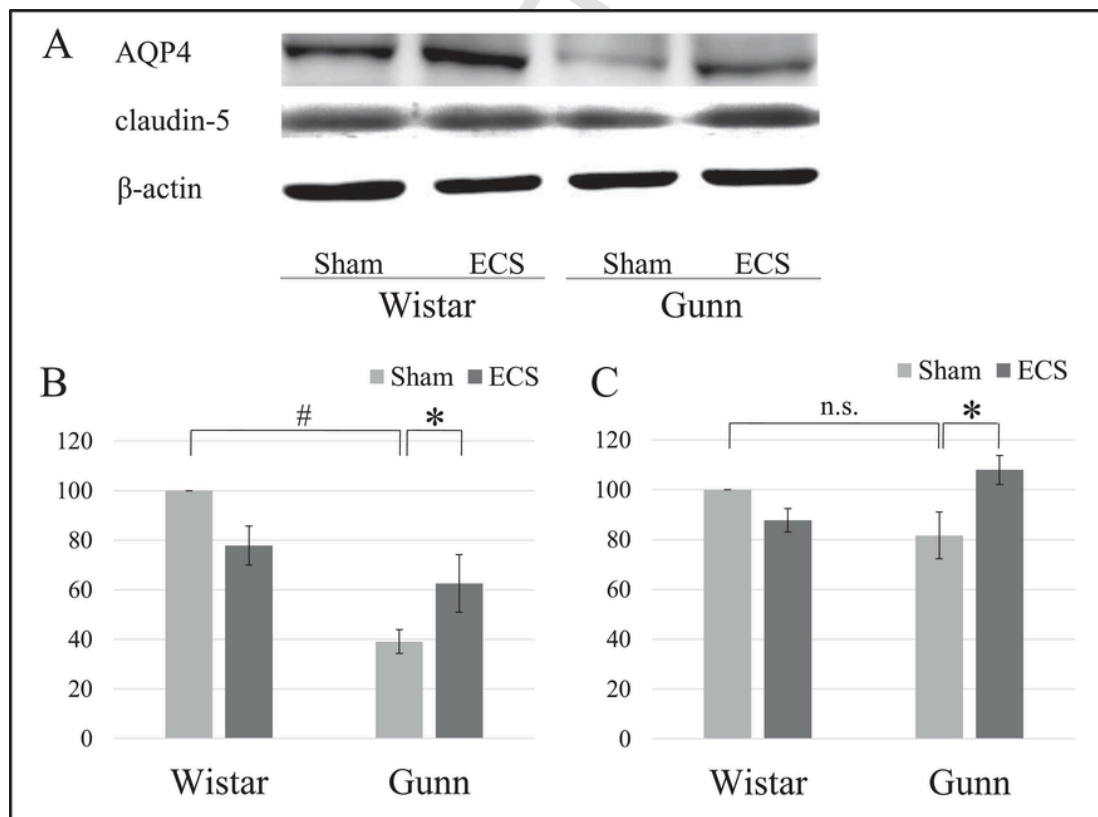 A
AQP4
claudin-5
β-actin
Sham ECS Sham ECS
Wistar Gunn
B
Sham ECS
# *
120
100
80
60
40
20
0
Wistar Gunn
C
Sham ECS
n.s. *
120
100
80
60
40
20
0
Wistar Gunn